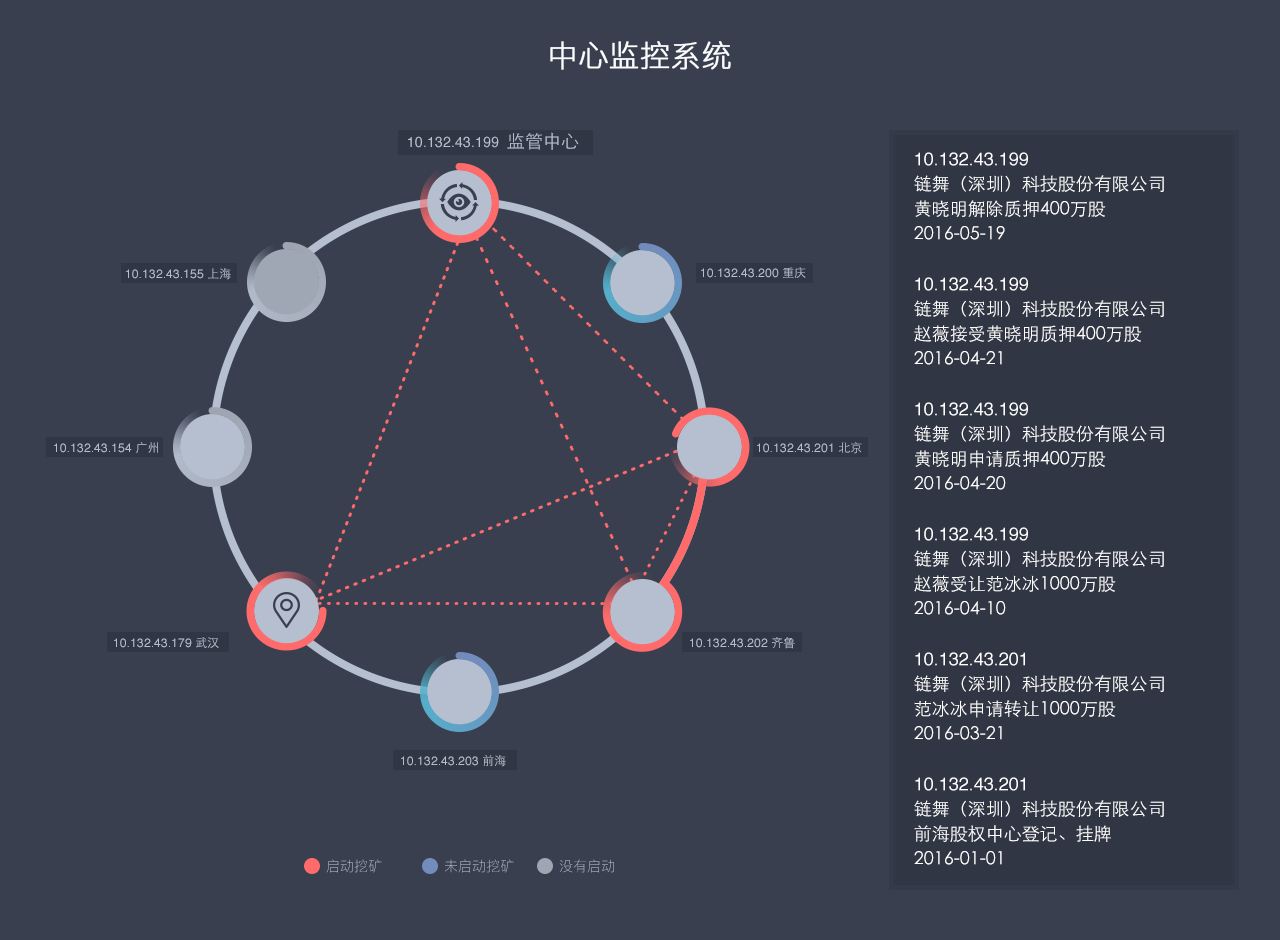 中心监控系统
10.132.43.199 监管中心
10.132.43.155 上海
10.132.43.200 重庆
10.132.43.154 广州
10.132.43.201 北京
10.132.43.179 武汉
10.132.43.202 齐鲁
10.132.43.203 前海
启动挖矿
未启动挖矿
没有启动
10.132.43.199
链舞（深圳）科技股份有限公司
黄晓明解除质押400万股
2016-05-19
10.132.43.199
链舞（深圳）科技股份有限公司
赵薇接受黄晓明质押400万股
2016-04-21
10.132.43.199
链舞（深圳）科技股份有限公司
黄晓明申请质押400万股
2016-04-20
10.132.43.199
链舞（深圳）科技股份有限公司
赵薇受让范冰冰1000万股
2016-04-10
10.132.43.201
链舞（深圳）科技股份有限公司
范冰冰申请转让1000万股
2016-03-21
10.132.43.201
链舞（深圳）科技股份有限公司
前海股权中心登记、挂牌
2016-01-01